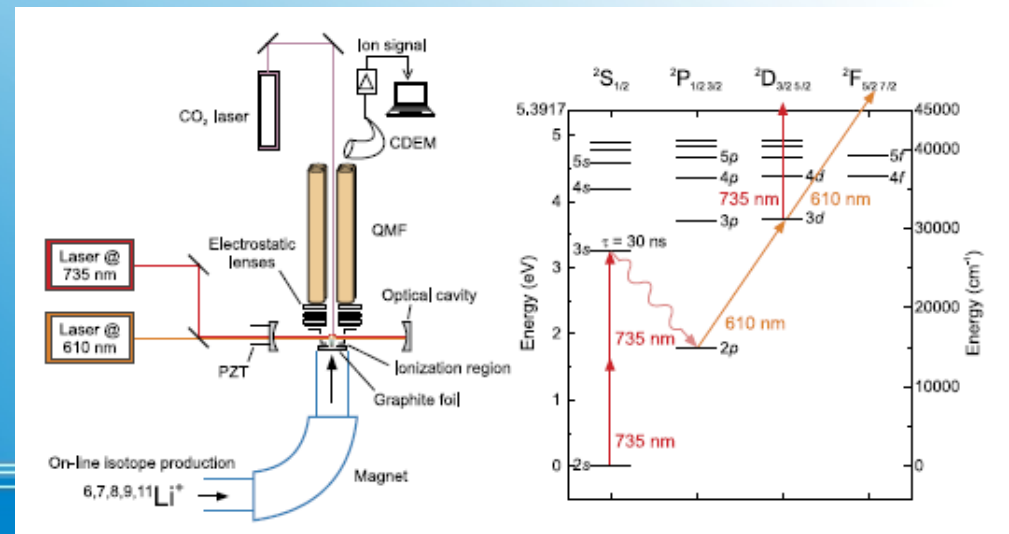 Ion signal
CO₂ laser
CDEM
QMF
Electrostatic
lenses
Laser @
735 nm
Optical cavity
Laser @
610 nm
PZT
Ionization region
Graphite foil
On-line isotope production
⁶,⁷,⁸,⁹,¹¹Li⁺
Magnet
²S₁/₂ ²P₁/₂ ₃/₂ ²D₃/₂ ₅/₂ ²F₅/₂ ₇/₂
5.3917
45000
5
5s
5p
5f
40000
4s
4p
4d
4f
4
735 nm
610 nm
3p
3d
30000
3s
τ = 30 ns
3
Energy (eV)
Energy (cm⁻¹)
20000
2
735 nm
610 nm
2p
10000
1
735 nm
0
2s
0